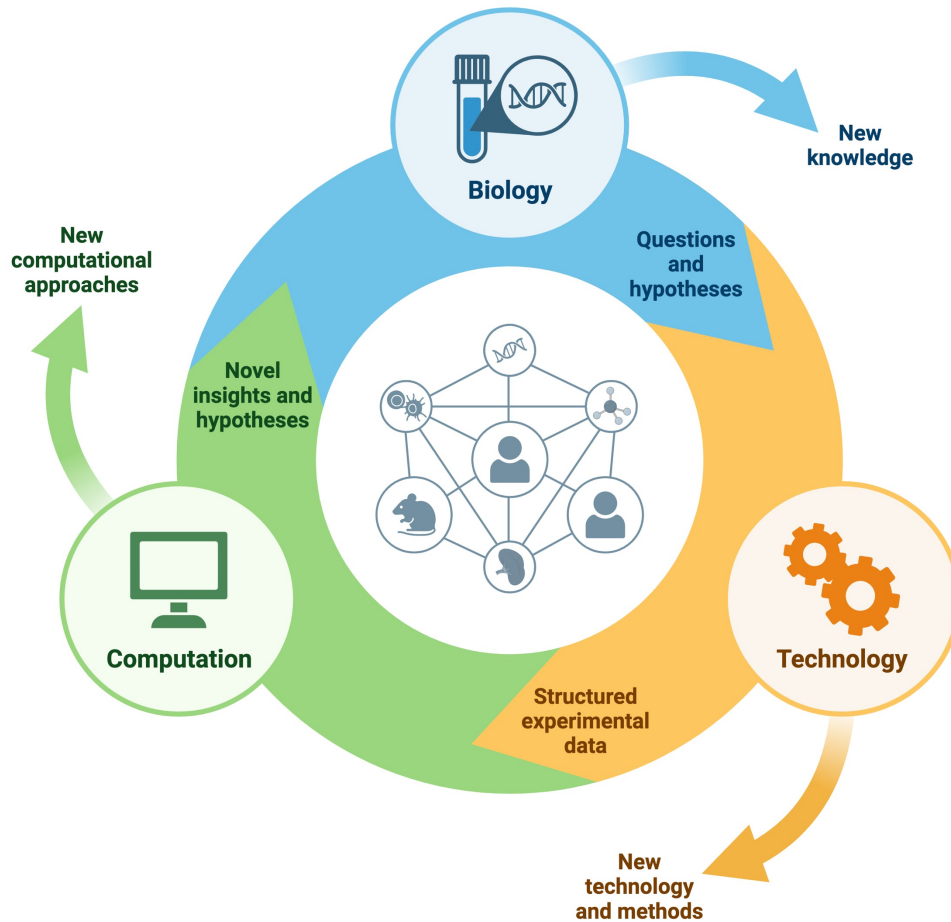 Biology
New
knowledge
Questions
and
hypotheses
New
computational
approaches
Novel
insights and
hypotheses
Computation
Technology
Structured
experimental
data
New
technology
and methods